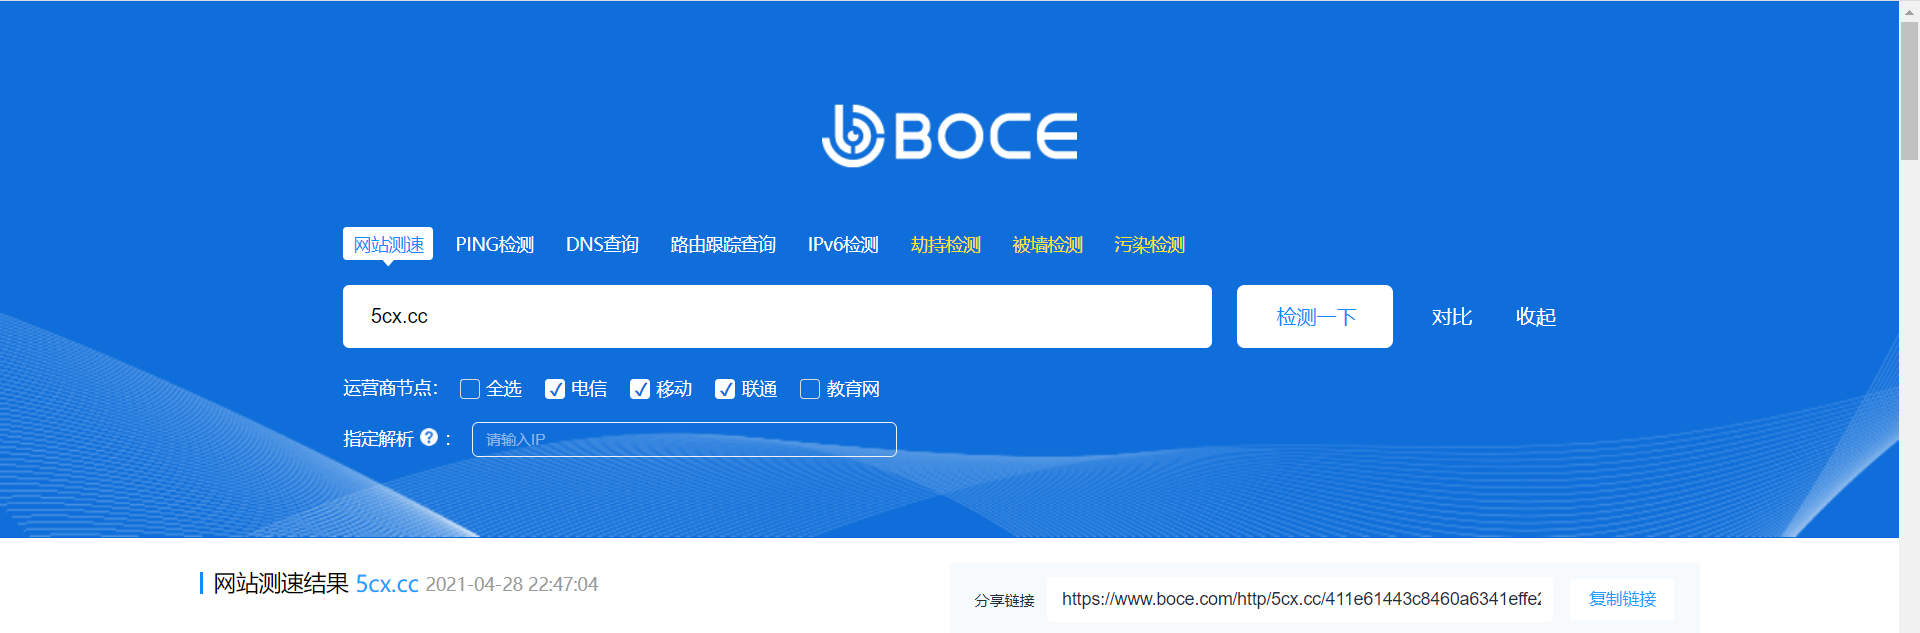 BOCE
网站测速 PING检测 DNS查询 路由跟踪查询 IPv6检测 劫持检测 被墙检测 污染检测
5cx.cc 检测一下 对比 收起
运营商节点: 全选 电信 移动 联通 教育网
指定解析 ? : 请输入IP
网站测速结果 5cx.cc 2021-04-28 22:47:04
分享链接 https://www.boce.com/http/5cx.cc/411e61443c8460a6341effe2 复制链接